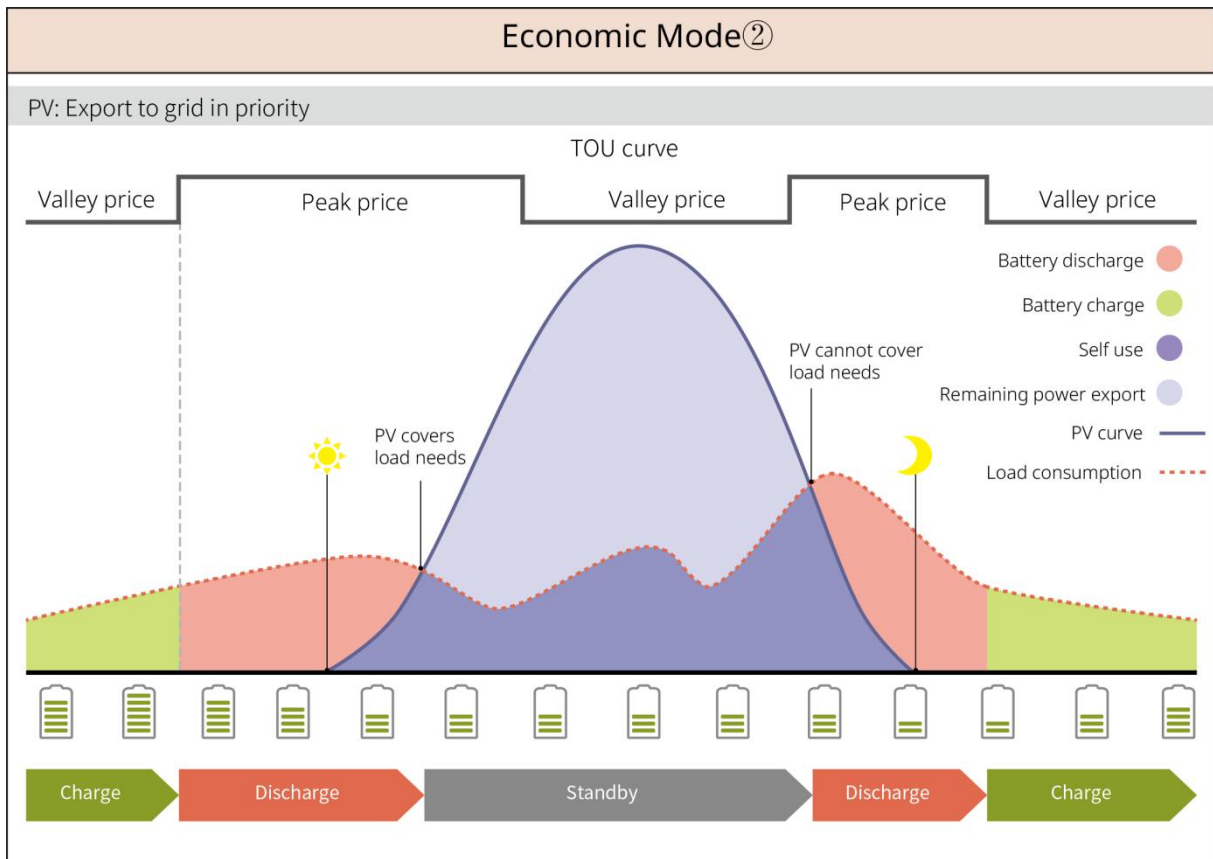 Economic Mode②
PV: Export to grid in priority
TOU curve
Valley price
Peak price
Valley price
Peak price
Valley price
Battery discharge
Battery charge
Self use
Remaining power export
PV curve
Load consumption
PV cannot cover
load needs
PV covers
load needs
Charge
Discharge
Standby
Discharge
Charge